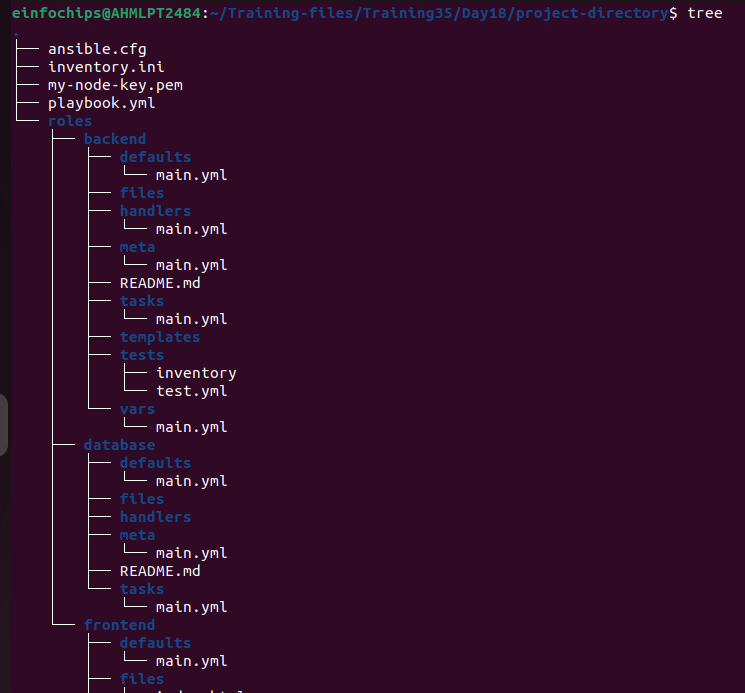 einfochips@AHMLPT2484:~/Training-files/Training35/Day18/project-directory$ tree
.
├── ansible.cfg
├── inventory.ini
├── my-node-key.pem
├── playbook.yml
└── roles
    ├── backend
    │   ├── defaults
    │   │   └── main.yml
    │   ├── files
    │   ├── handlers
    │   │   └── main.yml
    │   ├── meta
    │   │   └── main.yml
    │   ├── README.md
    │   ├── tasks
    │   │   └── main.yml
    │   ├── templates
    │   ├── tests
    │   │   ├── inventory
    │   │   └── test.yml
    │   └── vars
    │       └── main.yml
    ├── database
    │   ├── defaults
    │   │   └── main.yml
    │   ├── files
    │   ├── handlers
    │   ├── meta
    │   │   └── main.yml
    │   ├── README.md
    │   └── tasks
    │       └── main.yml
    └── frontend
        ├── defaults
        │   └── main.yml
        ├── files